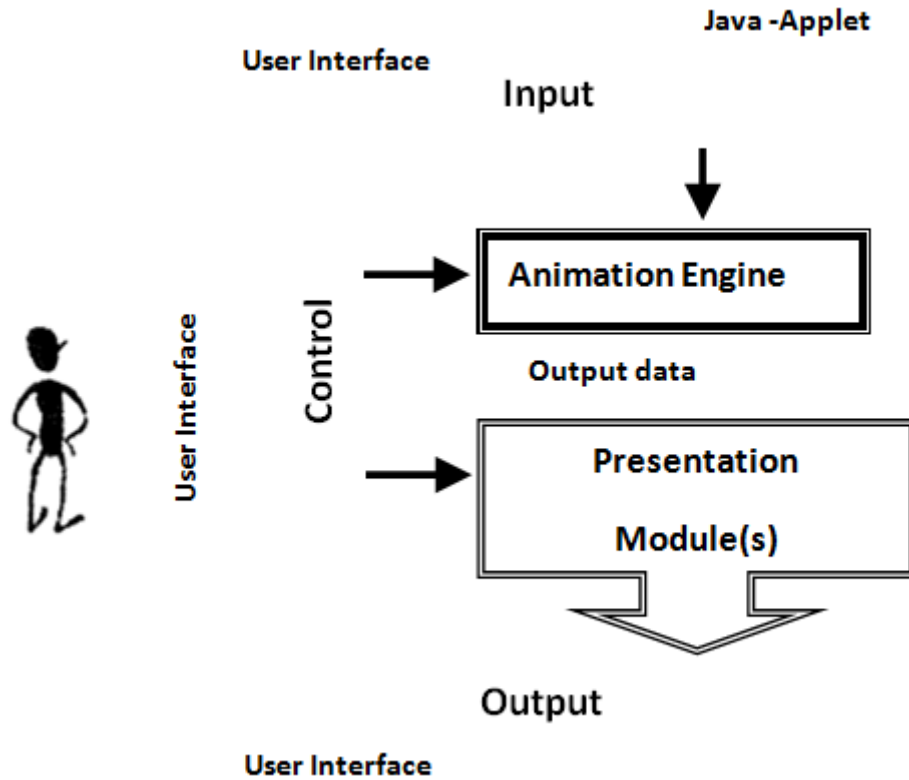 Java -Applet
User Interface
Input
Animation Engine
Control
User Interface
Output data
Presentation
Module(s)
Output
User Interface